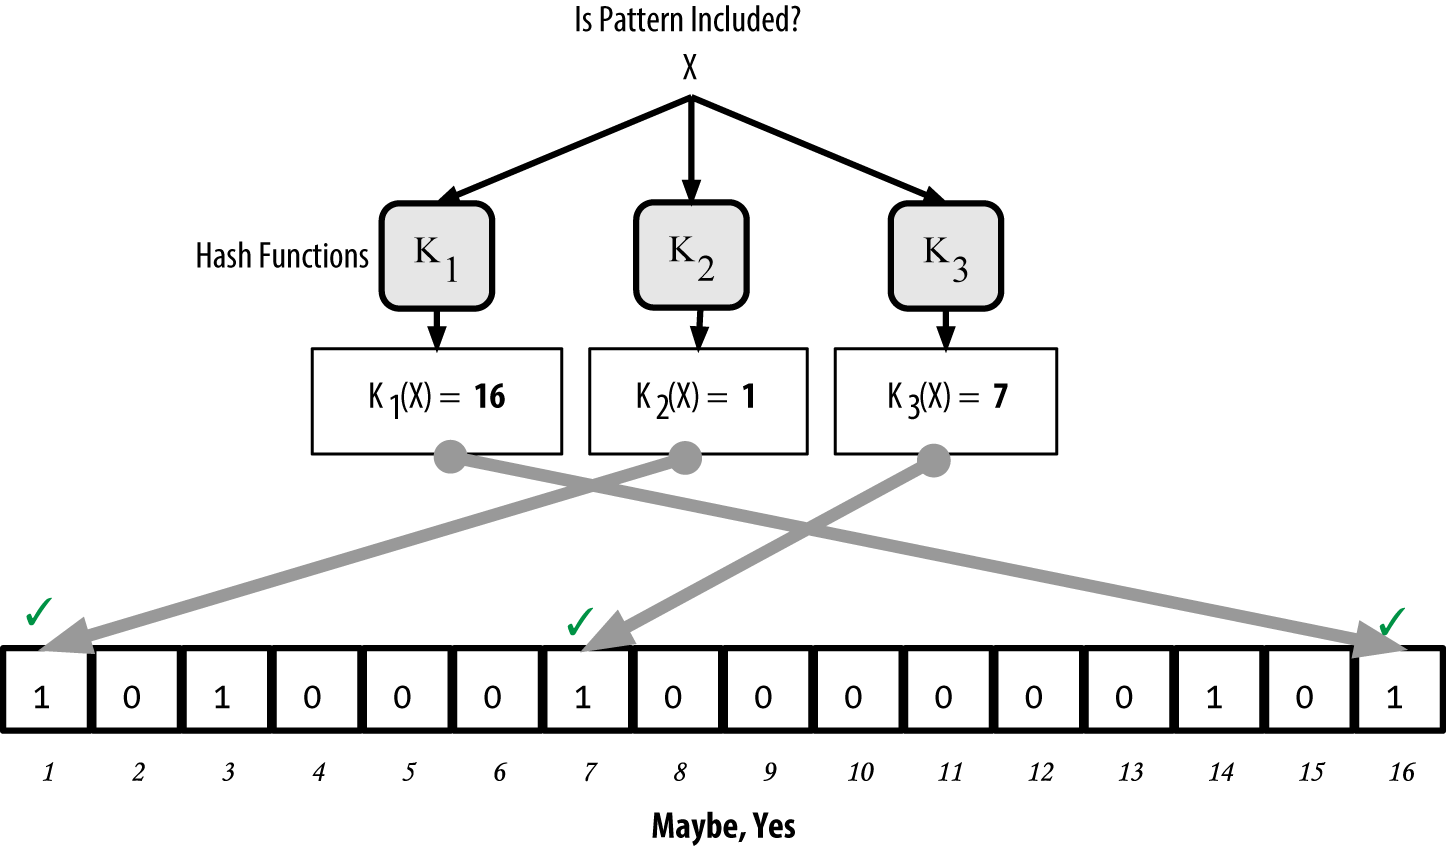 Is Pattern Included?
X
Hash Functions
K1 K2 K3
K1(X) = 16 K2(X) = 1 K3(X) = 7
✓ ✓ ✓
1 0 1 0 0 0 1 0 0 0 0 0 0 1 0 1
1 2 3 4 5 6 7 8 9 10 11 12 13 14 15 16
Maybe, Yes